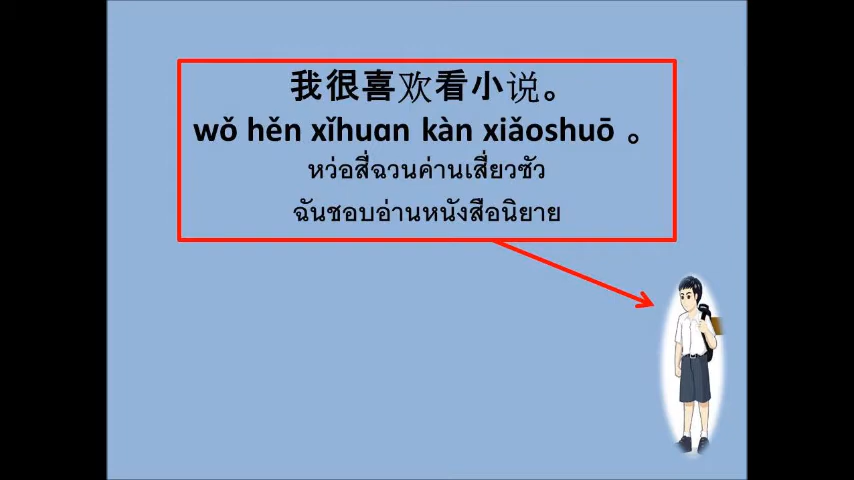 我很喜欢看小说。
wǒ hěn xǐhuɑn kàn xiǎoshuō 。
หว่อสี่ฉวนค่านเสี่ยวซัว
ฉันชอบอ่านหนังสือนิยาย